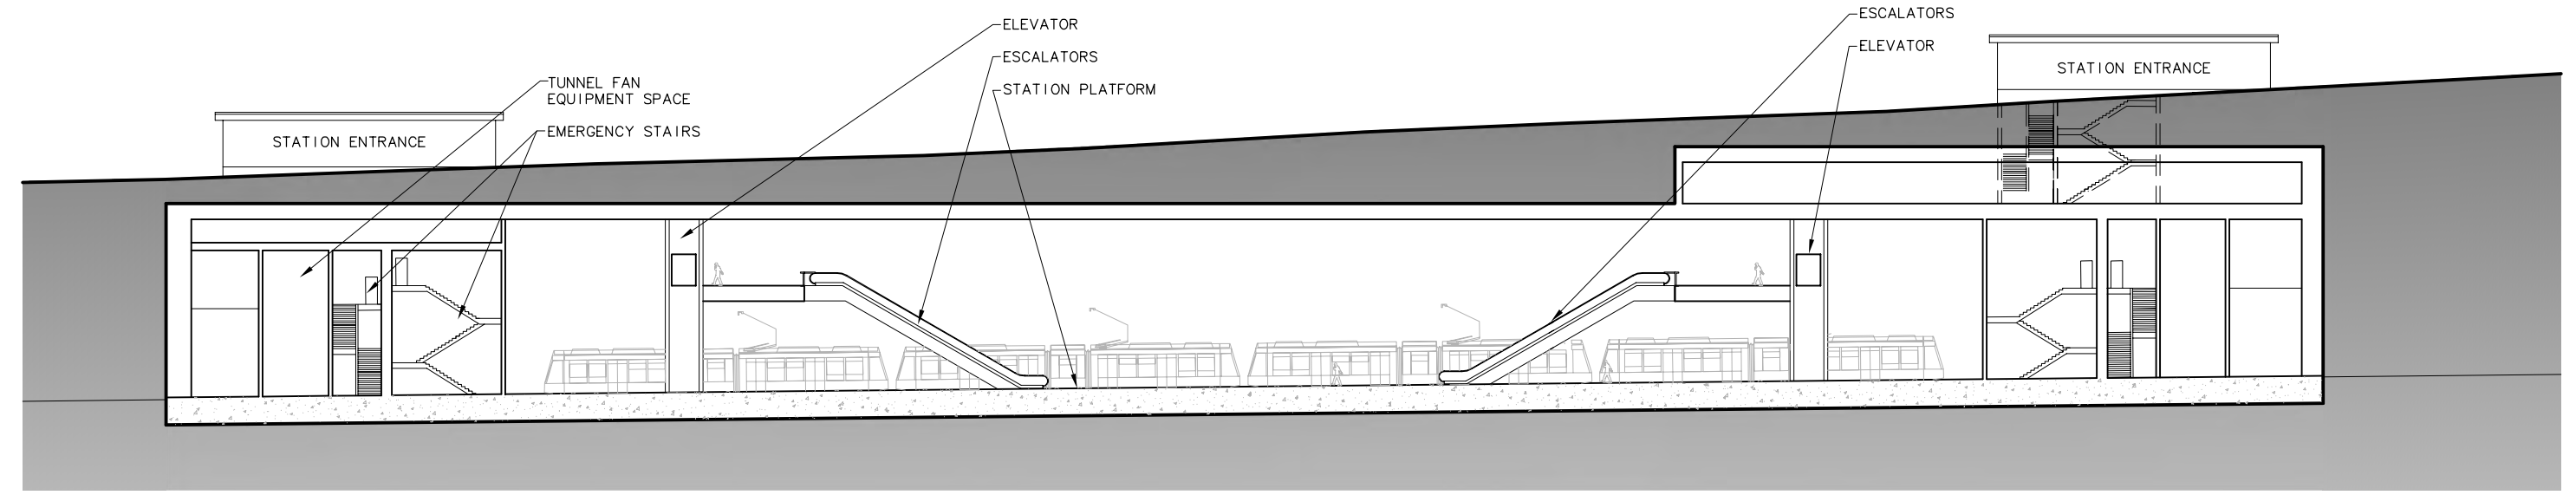 ELEVATOR
ESCALATORS
STATION PLATFORM
TUNNEL FAN
EQUIPMENT SPACE
EMERGENCY STAIRS
STATION ENTRANCE
ESCALATORS
ELEVATOR
STATION ENTRANCE